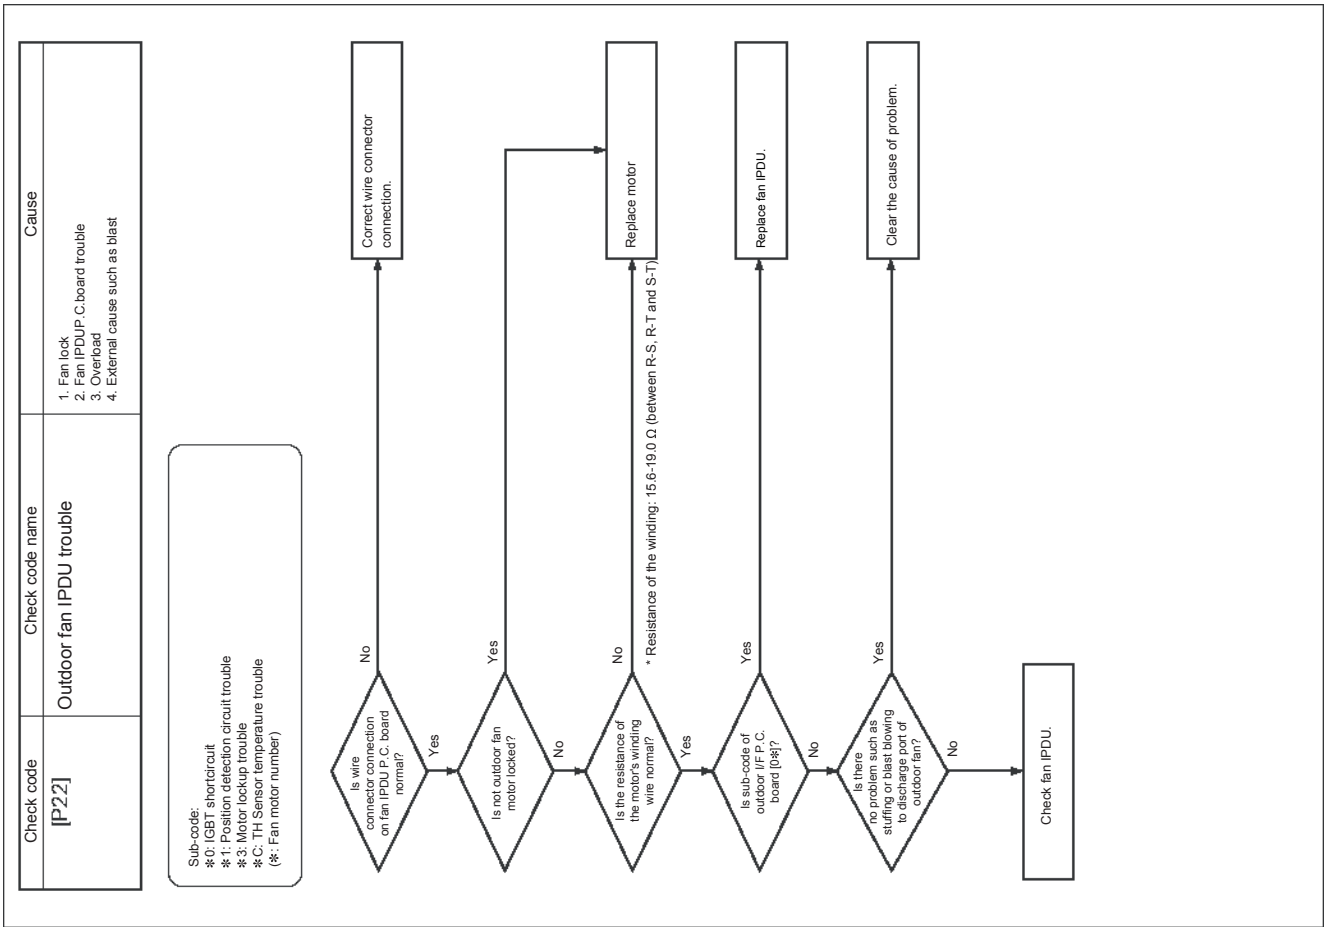 Check code
Check code name
Cause
[P22]
Outdoor fan IPDU trouble
1. Fan lock
2. Fan IPDUP.C.board trouble
3. Overload
4. External cause such as blast
Sub-code:
✻0: IGBT shortcircuit
✻1: Position detection circuit trouble
✻3: Motor lockup trouble
✻C: TH Sensor temperature trouble
(✻: Fan motor number)
Is wire
connector connection
on fan IPDU P.C. board
normal?
No
Correct wire connector
connection.
Yes
Is not outdoor fan
motor locked?
Yes
No
Is the resistance of
the motor's winding
wire normal?
No
Replace motor
* Resistance of the winding: 15.6-19.0 Ω (between R-S, R-T and S-T)
Yes
Is sub-code of
outdoor I/F P.C.
board [0✻]?
Yes
Replace fan IPDU.
No
Is there
no problem such as
stuffing or blast blowing
to discharge port of
outdoor fan?
Yes
Clear the cause of problem.
No
Check fan IPDU.